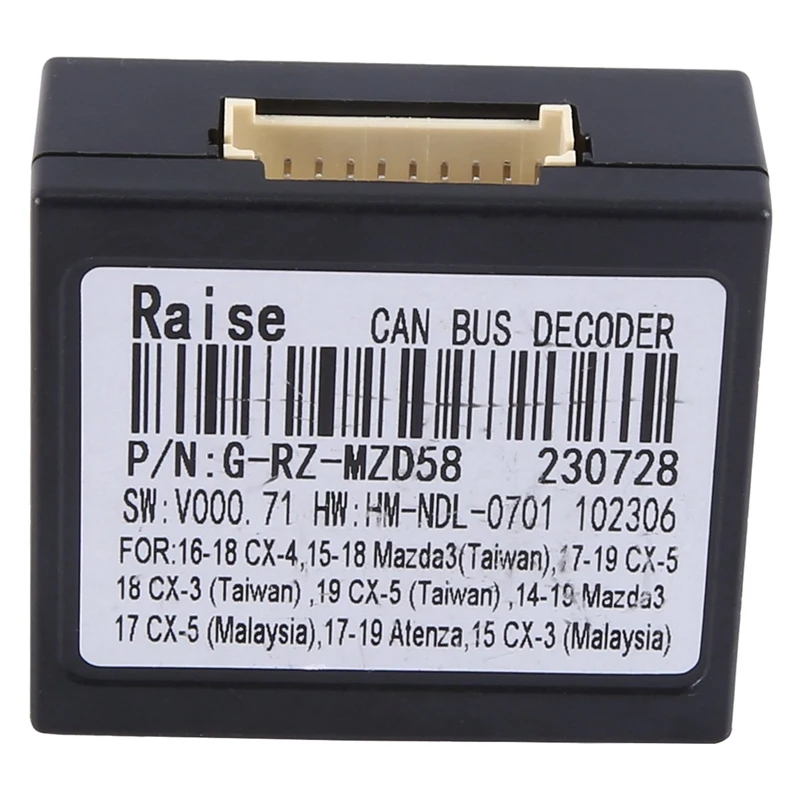 Raise CAN BUS DECODER
P/N:G-RZ-MZD58 230728
SW:V000.71 HW:HM-NDL-0701 102306
FOR:16-18 CX-4,15-18 Mazda3(Taiwan),17-19 CX-5
18 CX-3 (Taiwan) ,19 CX-5 (Taiwan) ,14-19 Mazda3
17 CX-5 (Malaysia),17-19 Atenza,15 CX-3 (Malaysia)